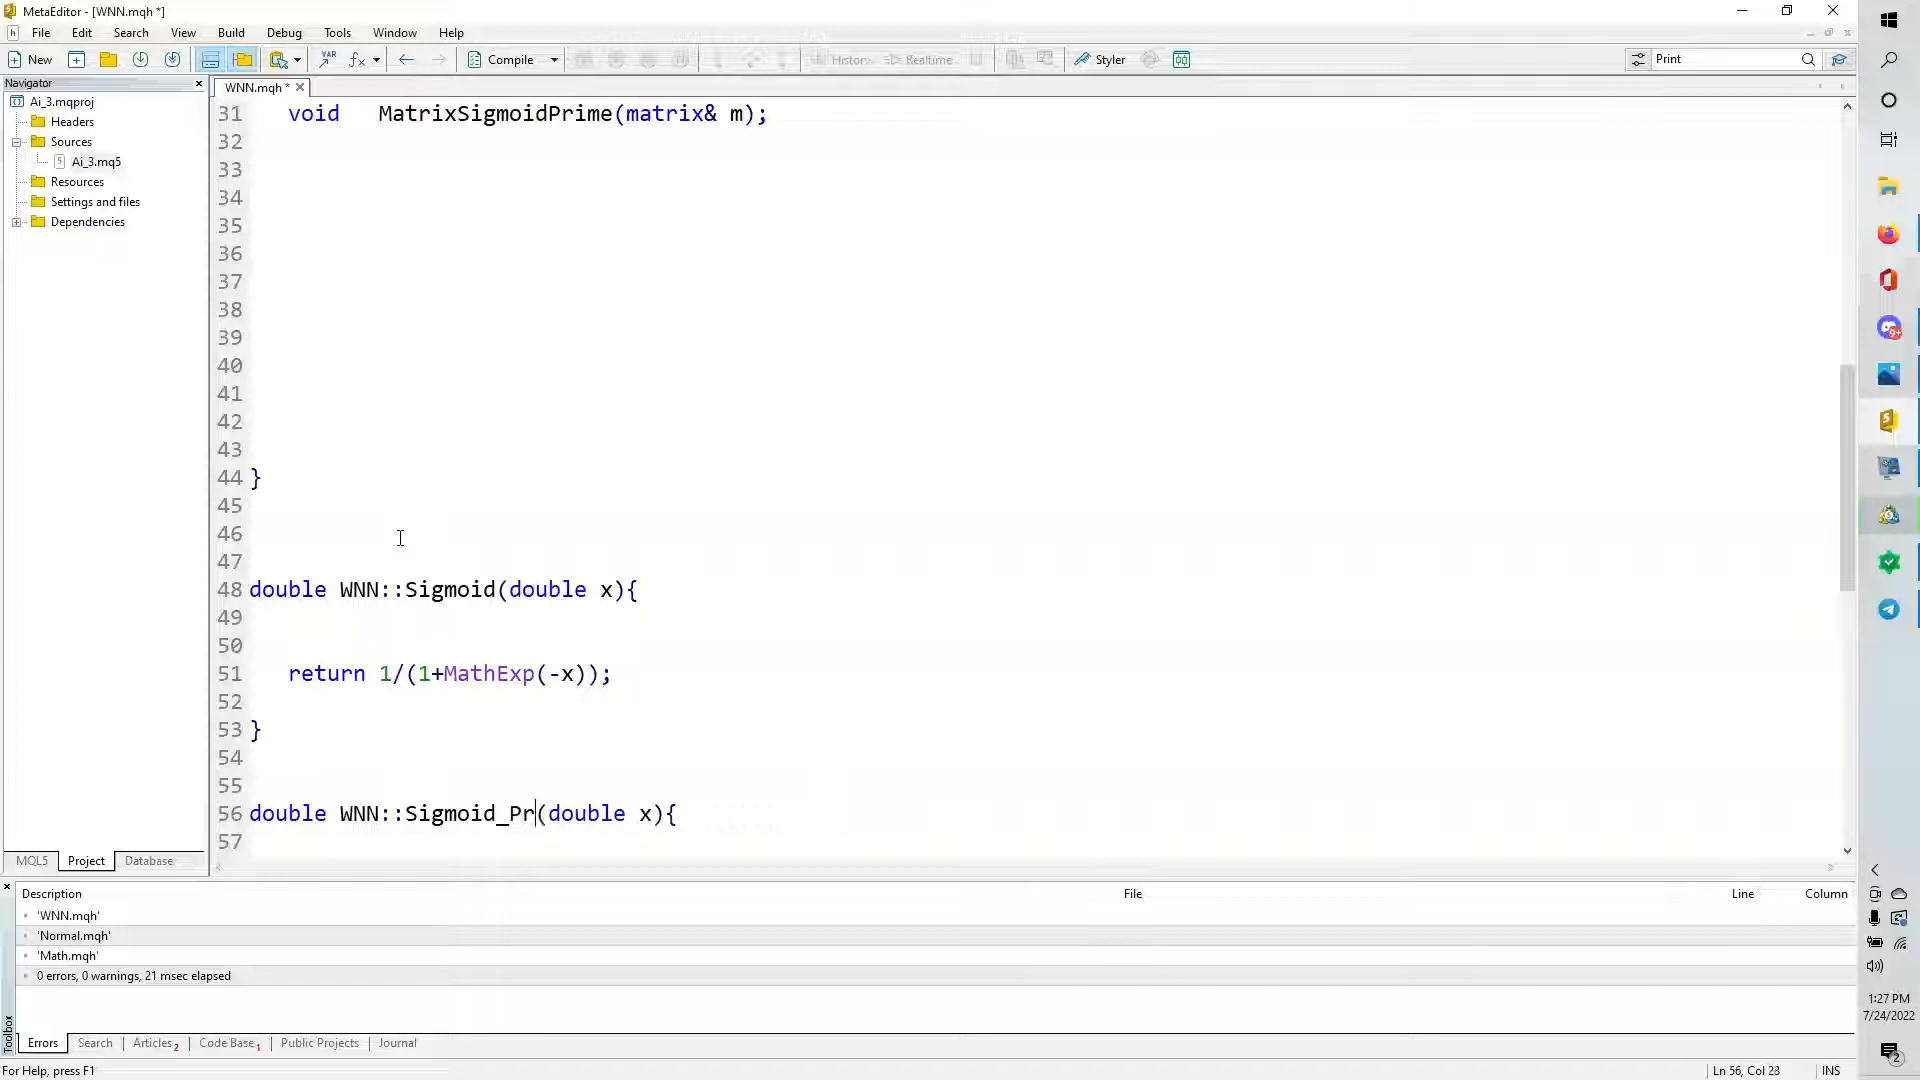 MetaEditor - [WNN.mqh *]
File Edit Search View Build Debug Tools Window Help
New Compile History Realtime Styler Print
Navigator
WNN.mqh *
Ai_3.mqproj
Headers
Sources
Ai_3.mq5
Resources
Settings and files
Dependencies
MQL5 Project Database
31 void MatrixSigmoidPrime(matrix& m);
32
33
34
35
36
37
38
39
40
41
42
43
44 }
45
46
47
48 double WNN::Sigmoid(double x){
49
50
51 return 1/(1+MathExp(-x));
52
53 }
54
55
56 double WNN::Sigmoid_Pr(double x){
57
Description File Line Column
'WNN.mqh'
'Normal.mqh'
'Math.mqh'
0 errors, 0 warnings, 21 msec elapsed
Toolbox
Errors Search Articles 2 Code Base 1 Public Projects Journal
For Help, press F1
Ln 56, Col 23
INS
9+
1:27 PM
7/24/2022
2